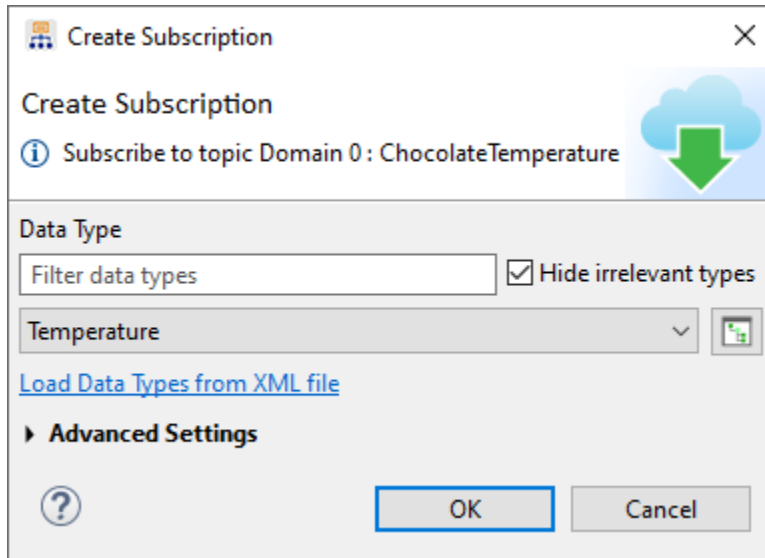 Create Subscription
Create Subscription
Subscribe to topic Domain 0 : ChocolateTemperature
Data Type
Filter data types
Hide irrelevant types
Temperature
Load Data Types from XML file
Advanced Settings
OK
Cancel